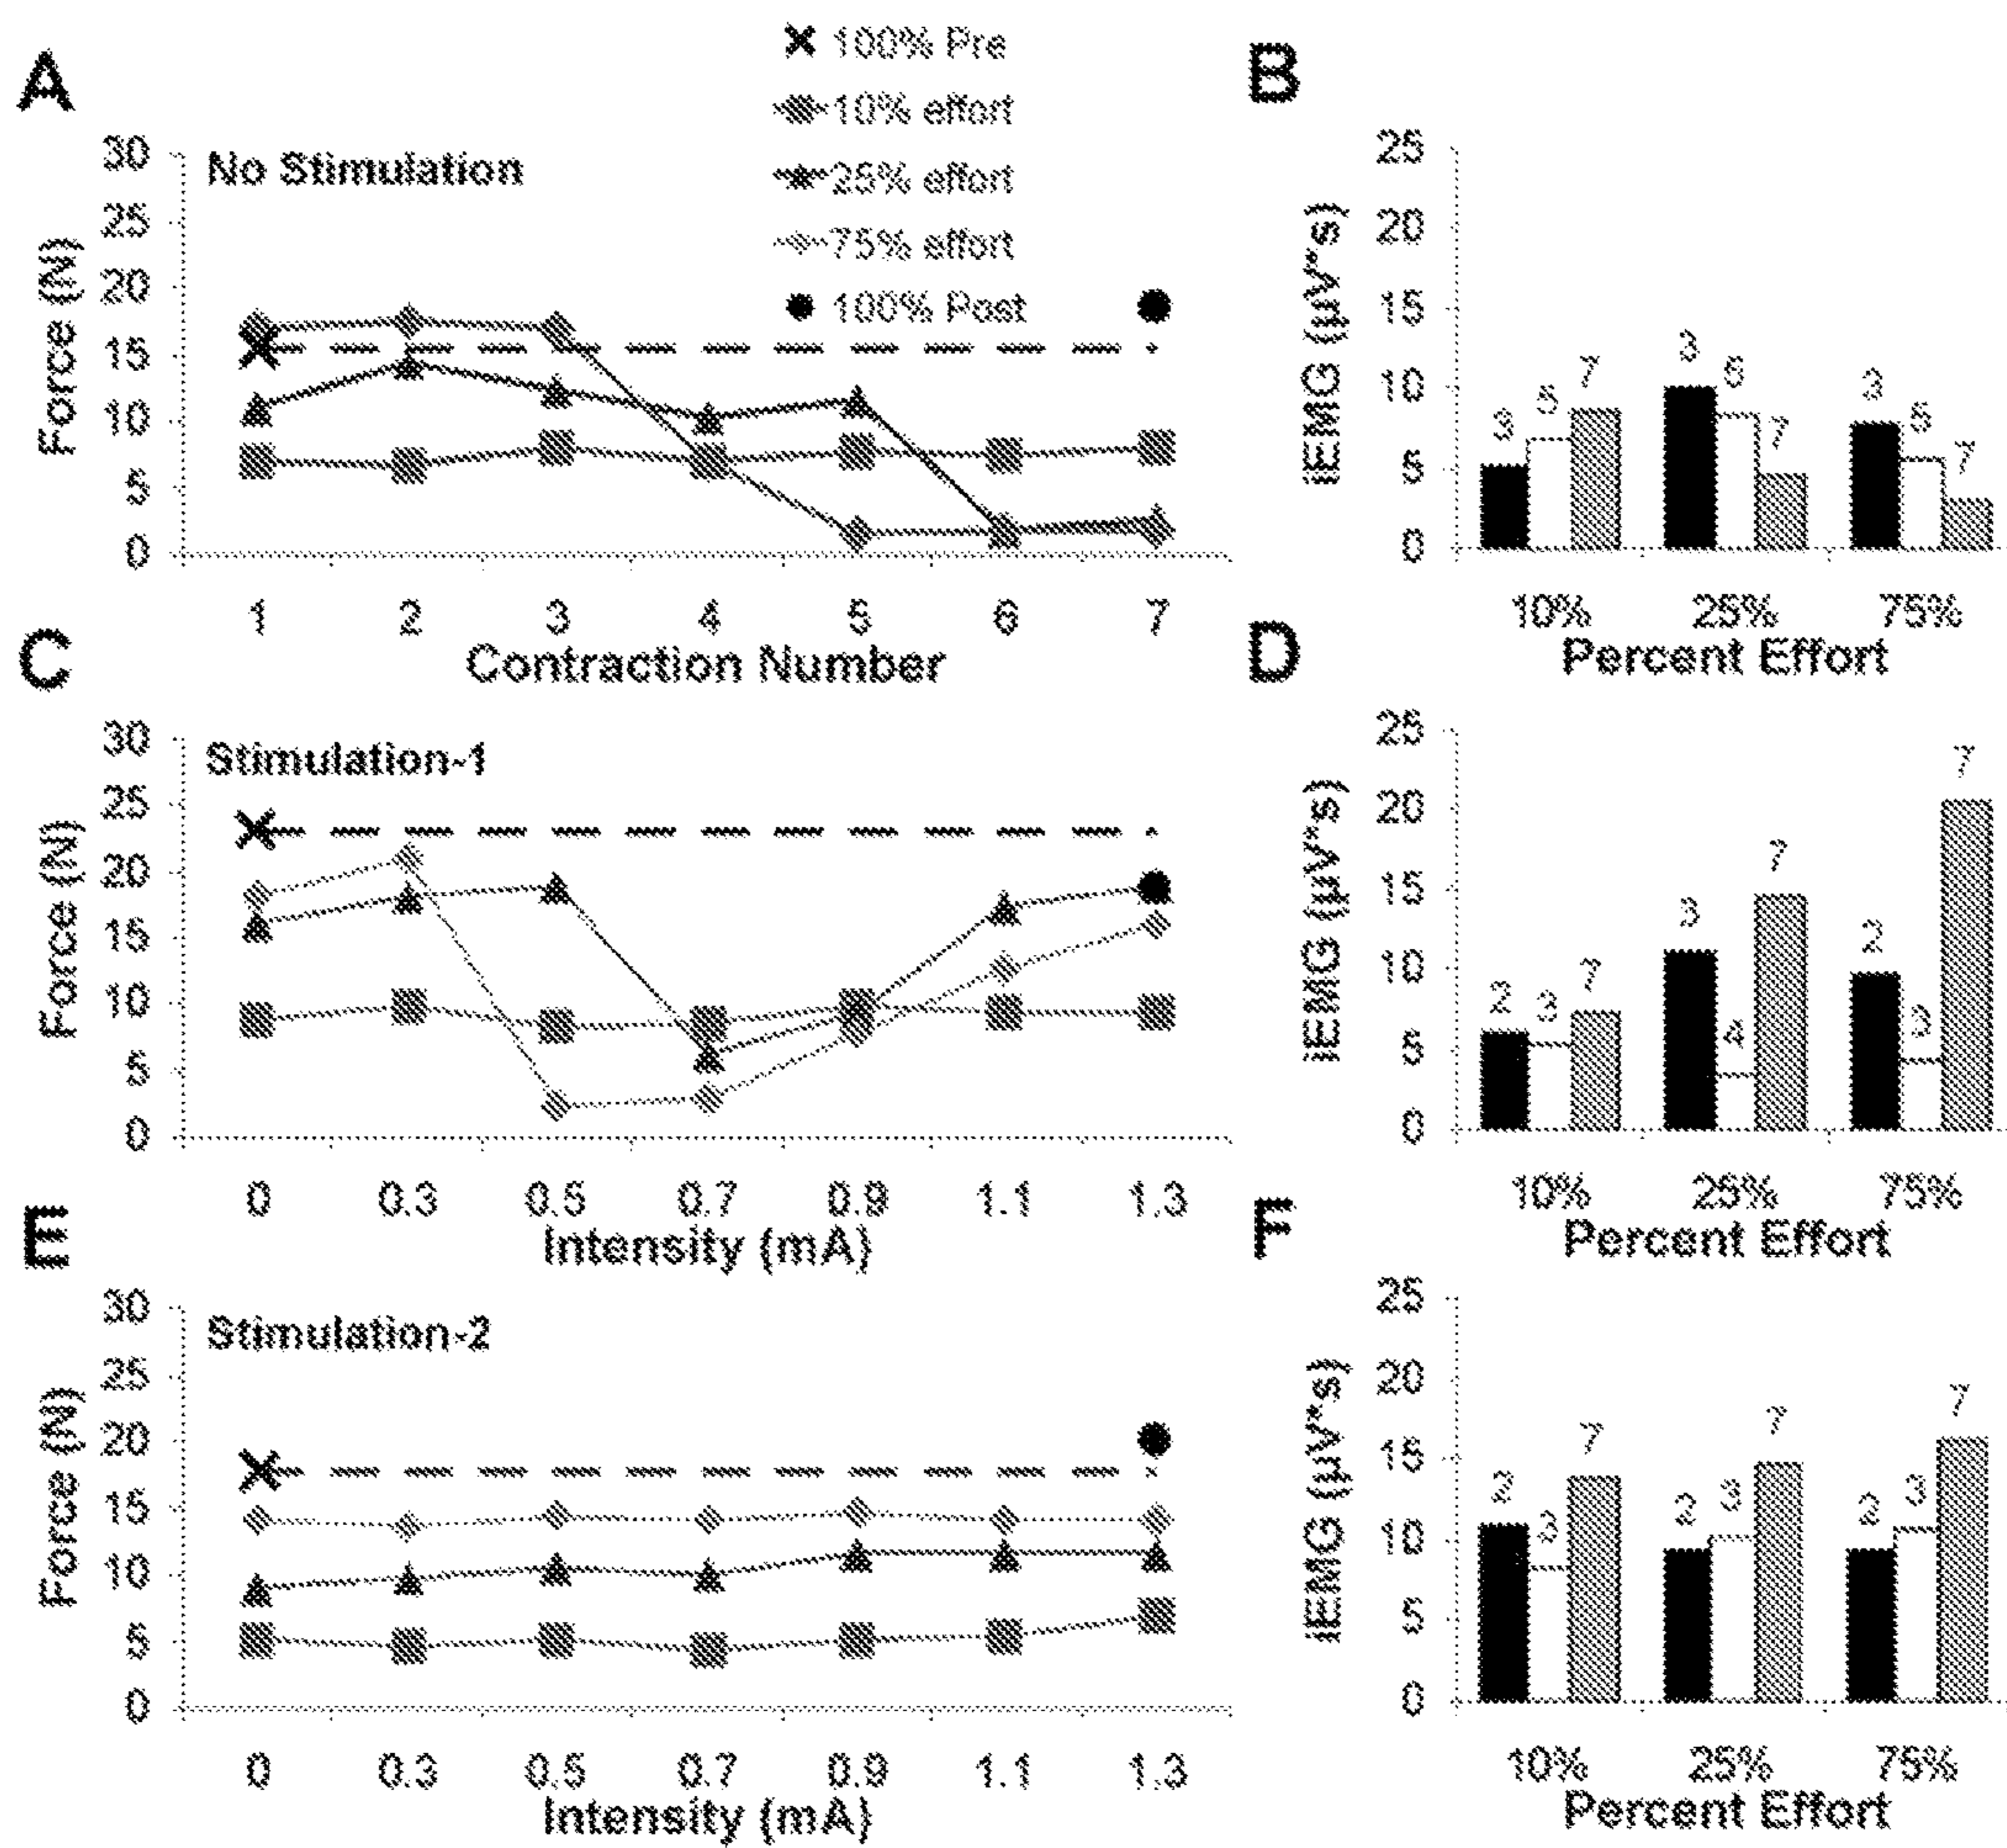 A
× 100% Pre
10% effort
25% effort
75% effort
● 100% Post
No Stimulation
Force (N)
30
25
20
15
10
5
0
1 2 3 4 5 6 7
Contraction Number
B
iEMG (µV*s)
25
20
15
10
5
0
3 5 7 3 5 7 3 5 7
10% 25% 75%
Percent Effort
C
Stimulation-1
Force (N)
30
25
20
15
10
5
0
0 0.3 0.5 0.7 0.9 1.1 1.3
Intensity (mA)
D
iEMG (µV*s)
25
20
15
10
5
0
2 3 7 3 4 7 2 3 7
10% 25% 75%
Percent Effort
E
Stimulation-2
Force (N)
30
25
20
15
10
5
0
0 0.3 0.5 0.7 0.9 1.1 1.3
Intensity (mA)
F
iEMG (µV*s)
25
20
15
10
5
0
2 3 7 2 3 7 2 3 7
10% 25% 75%
Percent Effort